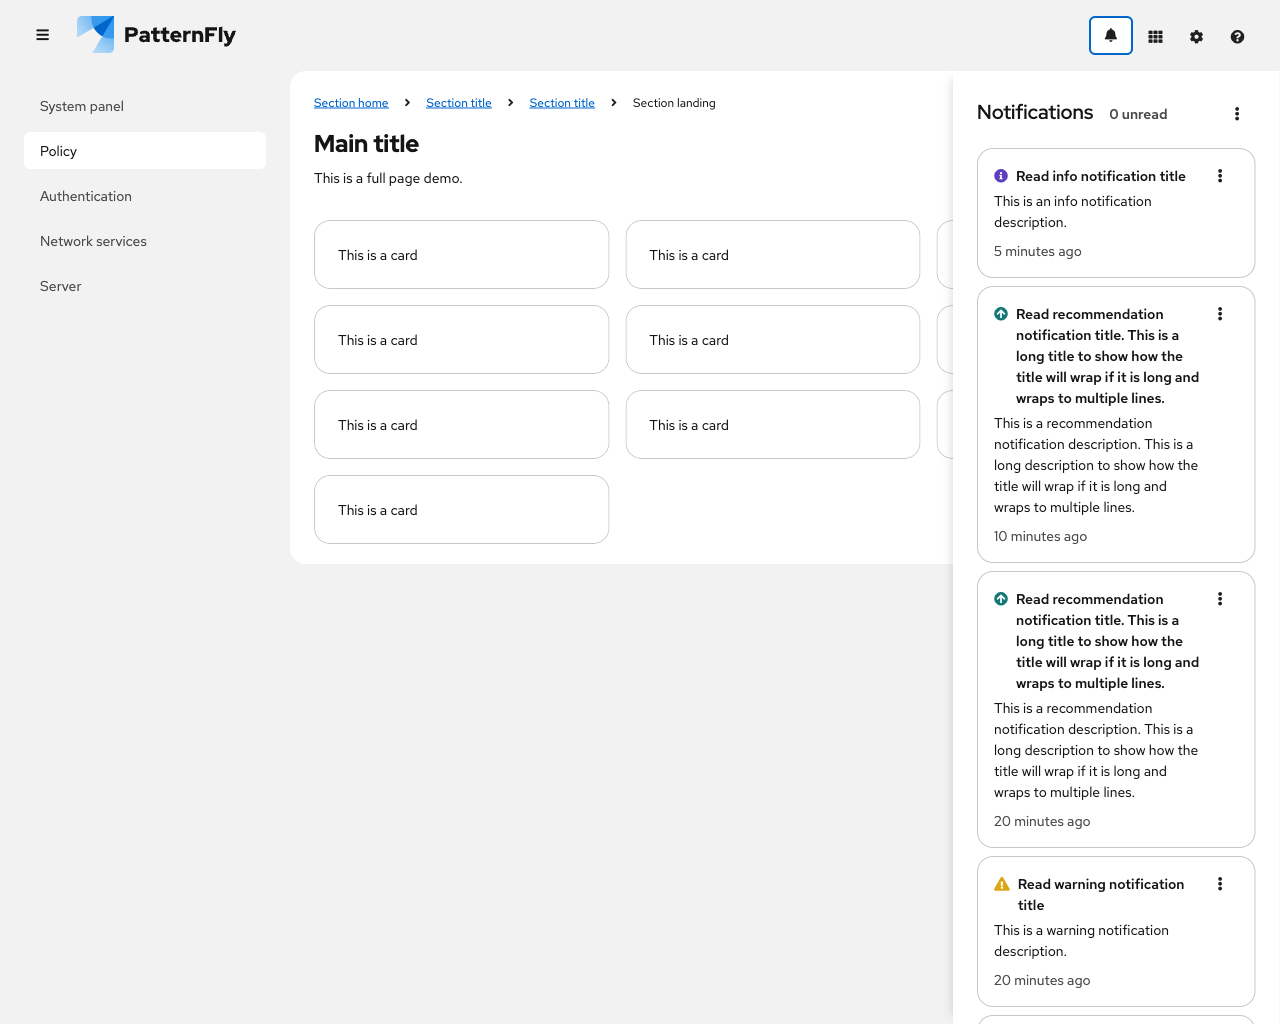 PatternFly
System panel
Policy
Authentication
Network services
Server
Section home
Section title
Section title
Section landing
Main title
This is a full page demo.
This is a card
This is a card
This is a card
This is a card
This is a card
This is a card
This is a card
Notifications
0 unread
Read info notification title
This is an info notification
description.
5 minutes ago
Read recommendation
notification title. This is a
long title to show how the
title will wrap if it is long and
wraps to multiple lines.
This is a recommendation
notification description. This is a
long description to show how the
title will wrap if it is long and
wraps to multiple lines.
10 minutes ago
Read recommendation
notification title. This is a
long title to show how the
title will wrap if it is long and
wraps to multiple lines.
This is a recommendation
notification description. This is a
long description to show how the
title will wrap if it is long and
wraps to multiple lines.
20 minutes ago
Read warning notification
title
This is a warning notification
description.
20 minutes ago